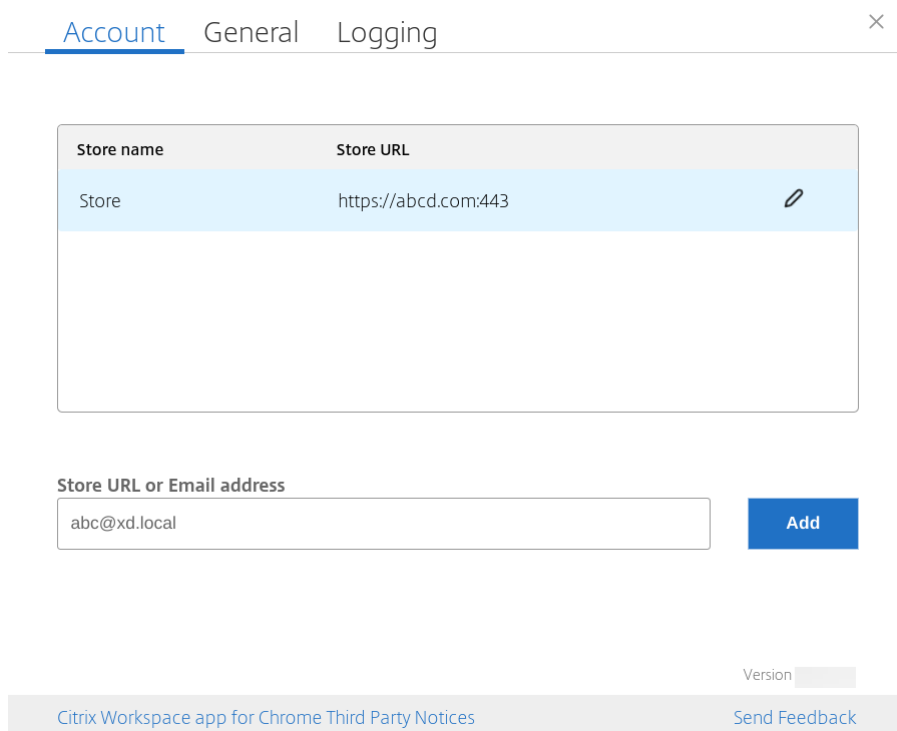 Account General Logging
Store name Store URL
Store https://abcd.com:443
Store URL or Email address
abc@xd.local Add
Version
Citrix Workspace app for Chrome Third Party Notices Send Feedback